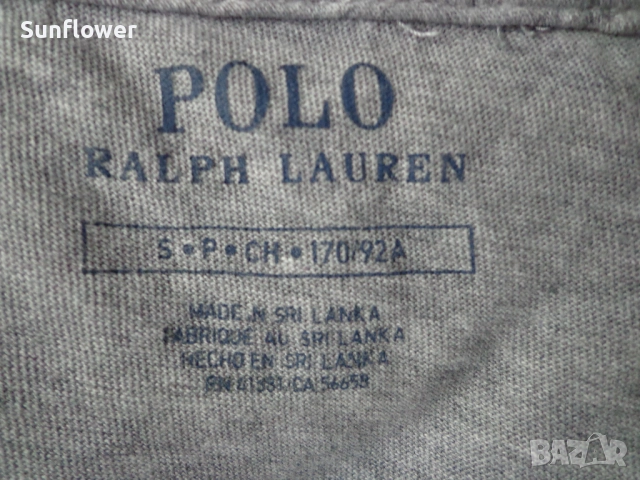 Sunflower
POLO
RALPH LAUREN
S • P • CH • 170/92A
MADE IN SRI LANKA
FABRIQUE AU SRI LANKA
HECHO EN SRI LANKA
RN 41381/CA 56658
BAZAR